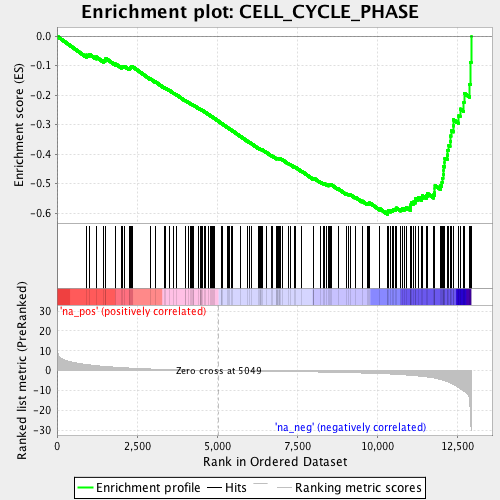 Enrichment plot: CELL_CYCLE_PHASE
Enrichment score (ES)
0.0
-0.1
-0.2
-0.3
-0.4
-0.5
-0.6
Ranked list metric (PreRanked)
'na_pos' (positively correlated)
30
20
10
0
-10
-20
-30
Zero cross at 5049
'na_neg' (negatively correlated)
0
2,500
5,000
7,500
10,000
12,500
Rank in Ordered Dataset
Enrichment profile
Hits
Ranking metric scores